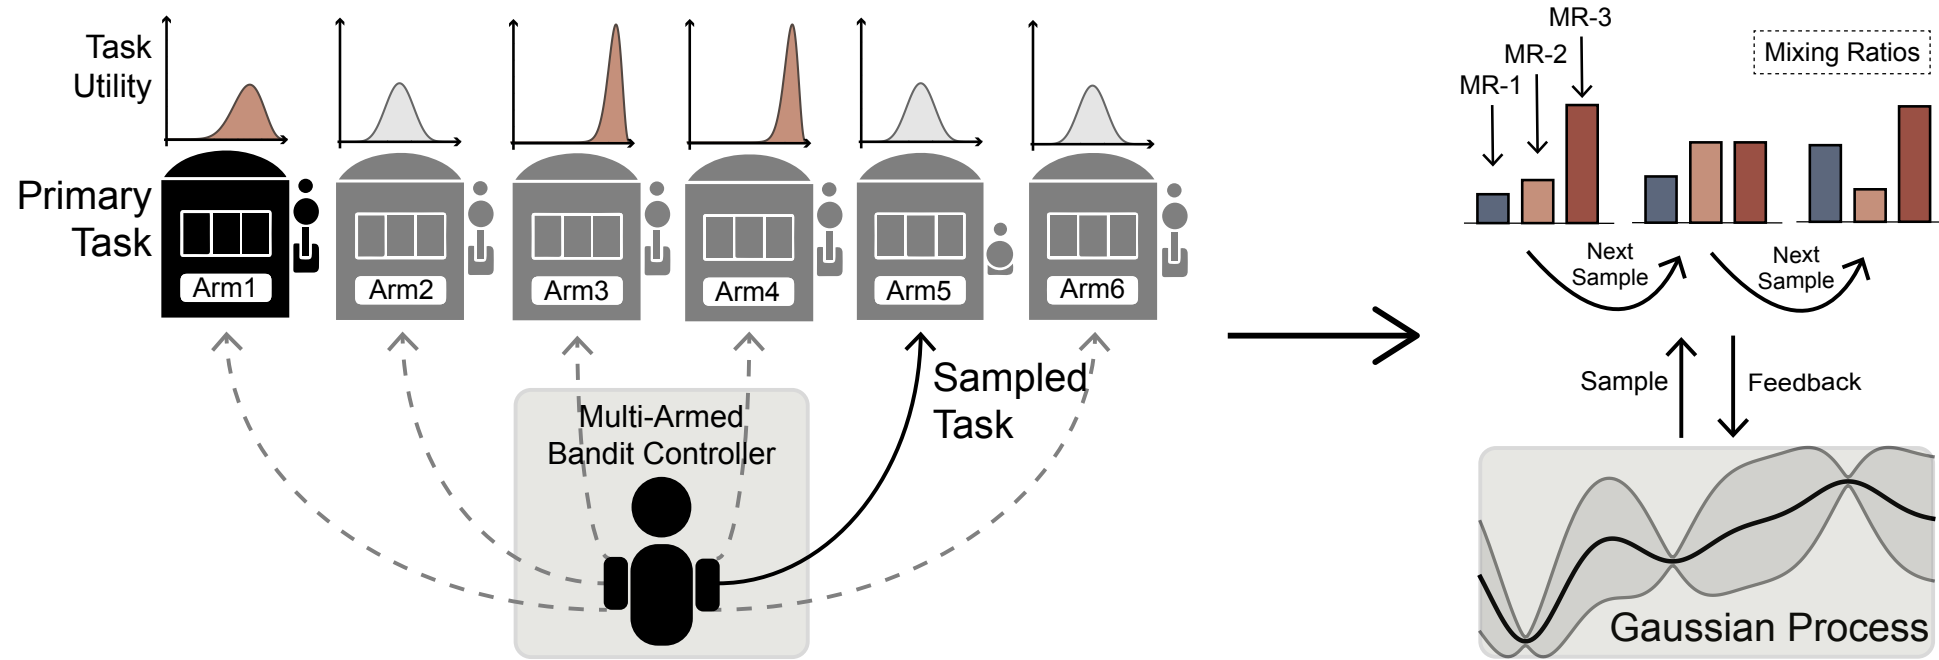 Task
Utility
Primary
Task
Arm1
Arm2
Arm3
Arm4
Arm5
Arm6
Sampled
Task
Multi-Armed
Bandit Controller
MR-3
MR-2
MR-1
Mixing Ratios
Next
Sample
Next
Sample
Sample
Feedback
Gaussian Process